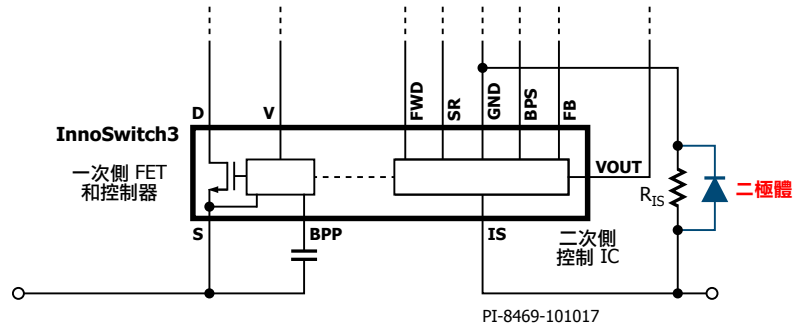 FWD
SR
GND
BPS
FB
D
V
InnoSwitch3
一次側 FET
和控制器
VOUT
R_IS
二極體
S
BPP
IS
二次側
控制 IC
PI-8469-101017